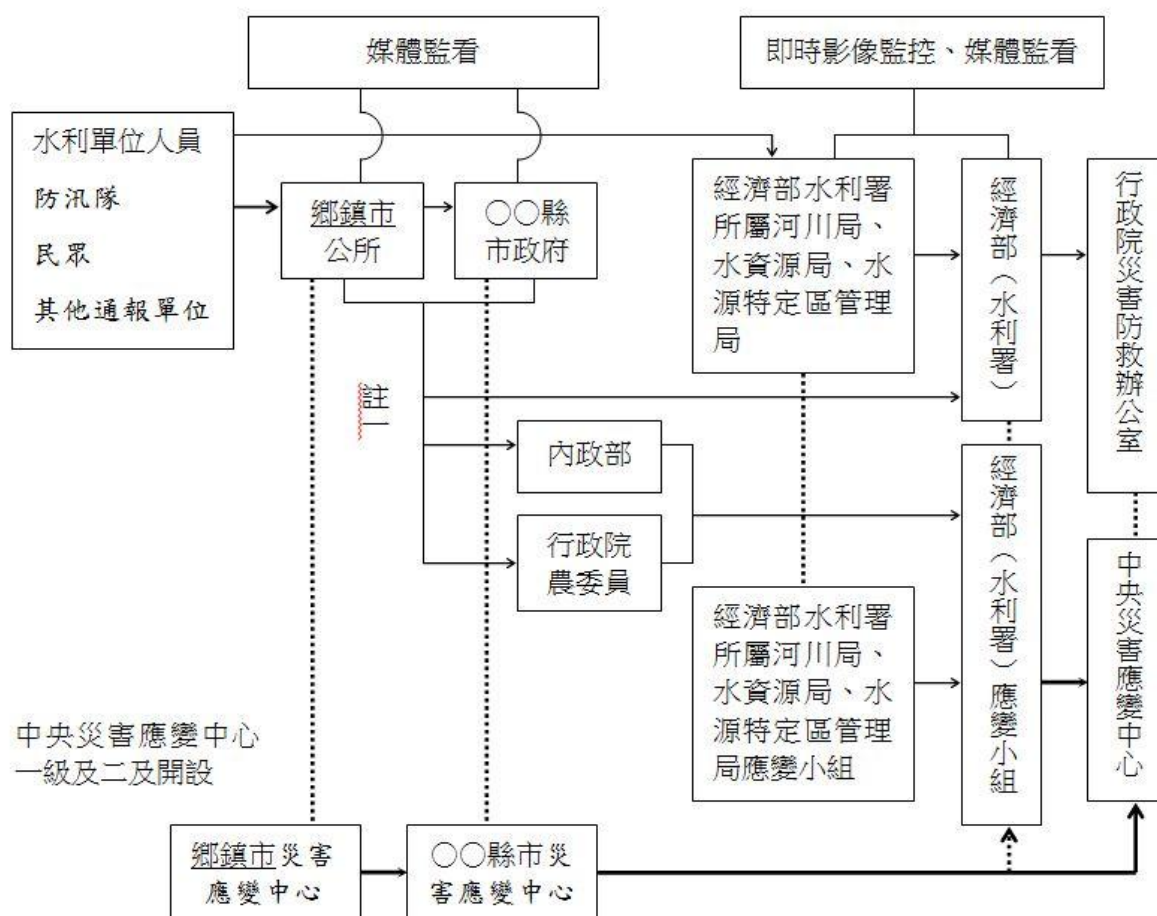 媒體監看
即時影像監控、媒體監看
水利單位人員
防汛隊
民眾
其他通報單位
鄉鎮市
公所
○○縣
市政府
經濟部水利署
所屬河川局、
水資源局、水
源特定區管理
局
經濟部（水利署）
行政院災害防救辦公室
註一
內政部
行政院
農委員
經濟部水利署
所屬河川局、
水資源局、水
源特定區管理
局應變小組
經濟部（水利署）應變小組
中央災害應變中心
中央災害應變中心
一級及二及開設
鄉鎮市災害
應變中心
○○縣市災
害應變中心